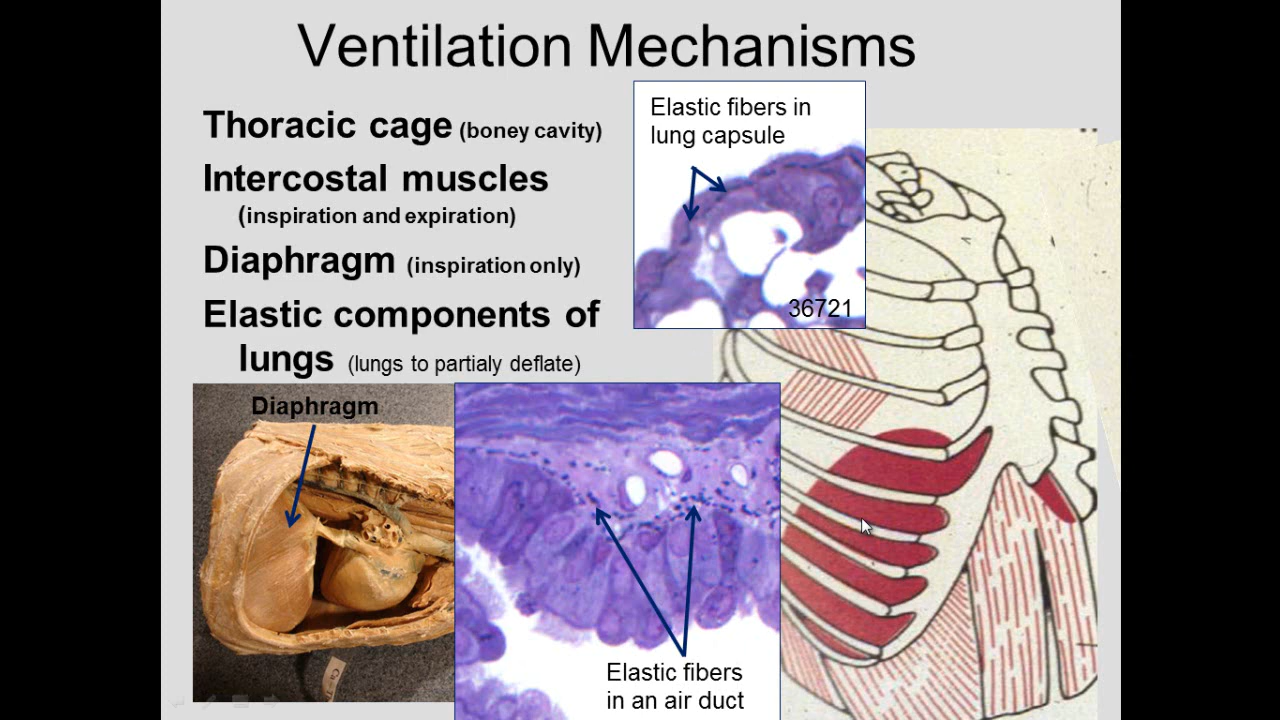 Ventilation Mechanisms
Thoracic cage (boney cavity)
Intercostal muscles
(inspiration and expiration)
Diaphragm (inspiration only)
Elastic components of
lungs (lungs to partialy deflate)
Elastic fibers in
lung capsule
36721
Diaphragm
Elastic fibers
in an air duct